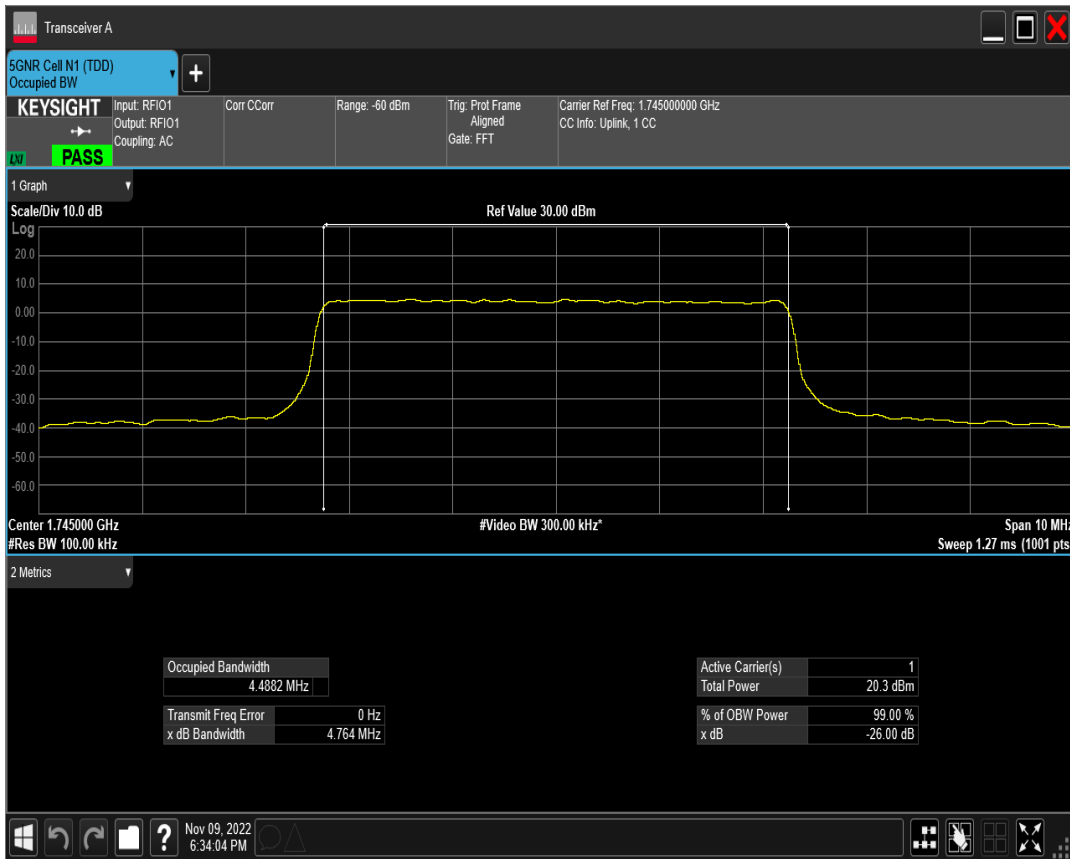 Transceiver A
5GNR Cell N1 (TDD)
Occupied BW
+
KEYSIGHT
LXI
PASS
Input: RFIO1
Output: RFIO1
Coupling: AC
Corr CCorr
Range: -60 dBm
Trig: Prot Frame
Aligned
Gate: FFT
Carrier Ref Freq: 1.745000000 GHz
CC Info: Uplink, 1 CC
1 Graph
Scale/Div 10.0 dB
Ref Value 30.00 dBm
Log
20.0
10.0
0.00
-10.0
-20.0
-30.0
-40.0
-50.0
-60.0
Center 1.745000 GHz
#Video BW 300.00 kHz*
Span 10 MHz
#Res BW 100.00 kHz
Sweep 1.27 ms (1001 pts
2 Metrics
Occupied Bandwidth
4.4882 MHz
Transmit Freq Error 0 Hz
x dB Bandwidth 4.764 MHz
Active Carrier(s) 1
Total Power 20.3 dBm
% of OBW Power 99.00 %
x dB -26.00 dB
?
Nov 09, 2022
6:34:04 PM